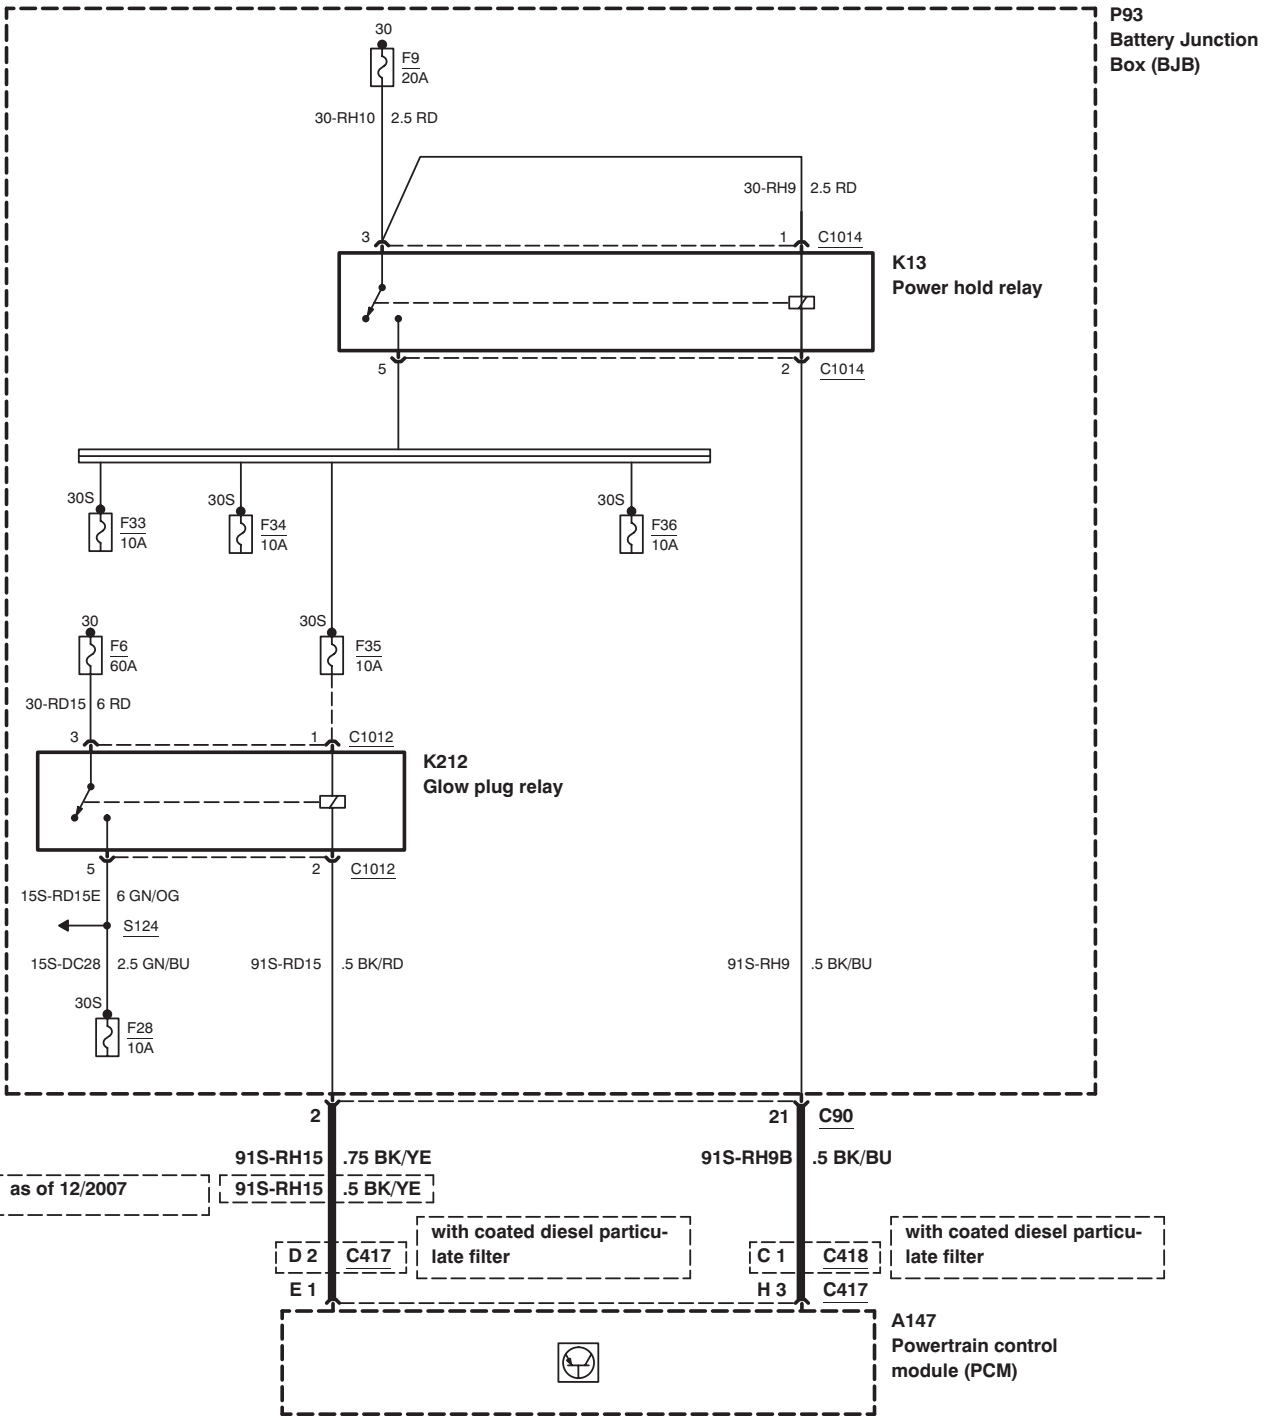 P93
Battery Junction
Box (BJB)
30
F9
20A
30-RH10 2.5 RD
30-RH9 2.5 RD
3 1 C1014
K13
Power hold relay
5 2 C1014
30S 30S 30S
F33 F34 F36
10A 10A 10A
30 30S
F6 F35
60A 10A
30-RD15 6 RD
3 1 C1012
K212
Glow plug relay
5 2 C1012
15S-RD15E 6 GN/OG
S124
15S-DC28 2.5 GN/BU 91S-RD15 .5 BK/RD 91S-RH9 .5 BK/BU
30S
F28
10A
2 21 C90
91S-RH15 .75 BK/YE 91S-RH9B .5 BK/BU
as of 12/2007 91S-RH15 .5 BK/YE
with coated diesel particu-
late filter
with coated diesel particu-
late filter
D 2 C417 C 1 C418
E 1 H 3 C417
A147
Powertrain control
module (PCM)